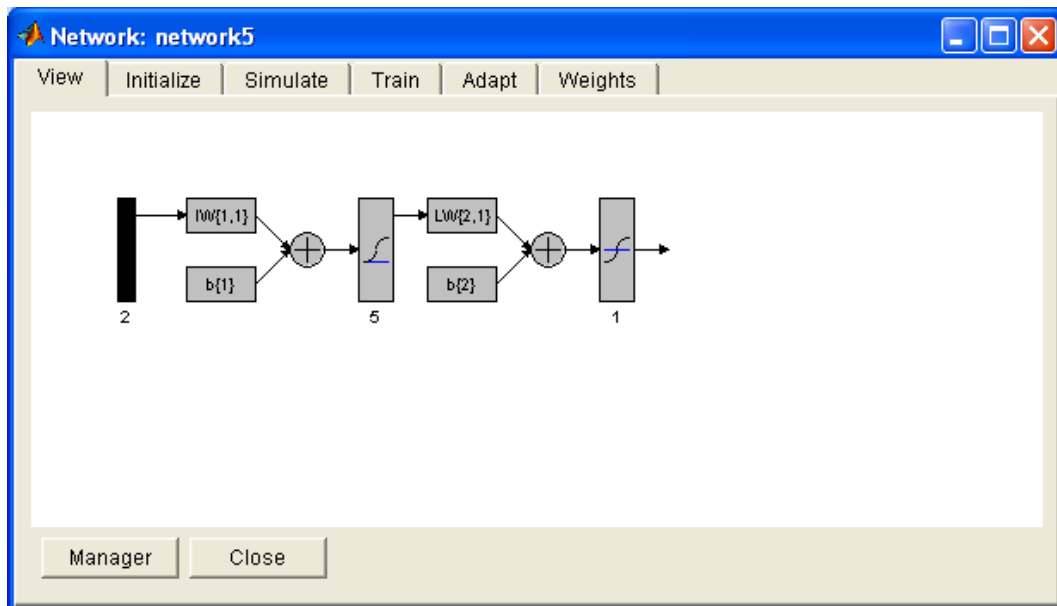 Network: network5
View Initialize Simulate Train Adapt Weights
IW{1,1} LW{2,1}
b{1} b{2}
2 5 1
Manager Close